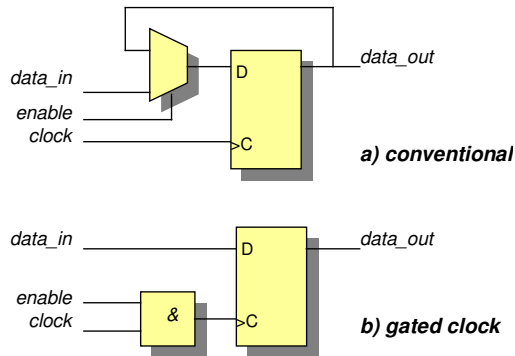 data_in
enable
clock
D
>C
data_out
a) conventional
data_in
enable
clock
&
D
>C
data_out
b) gated clock